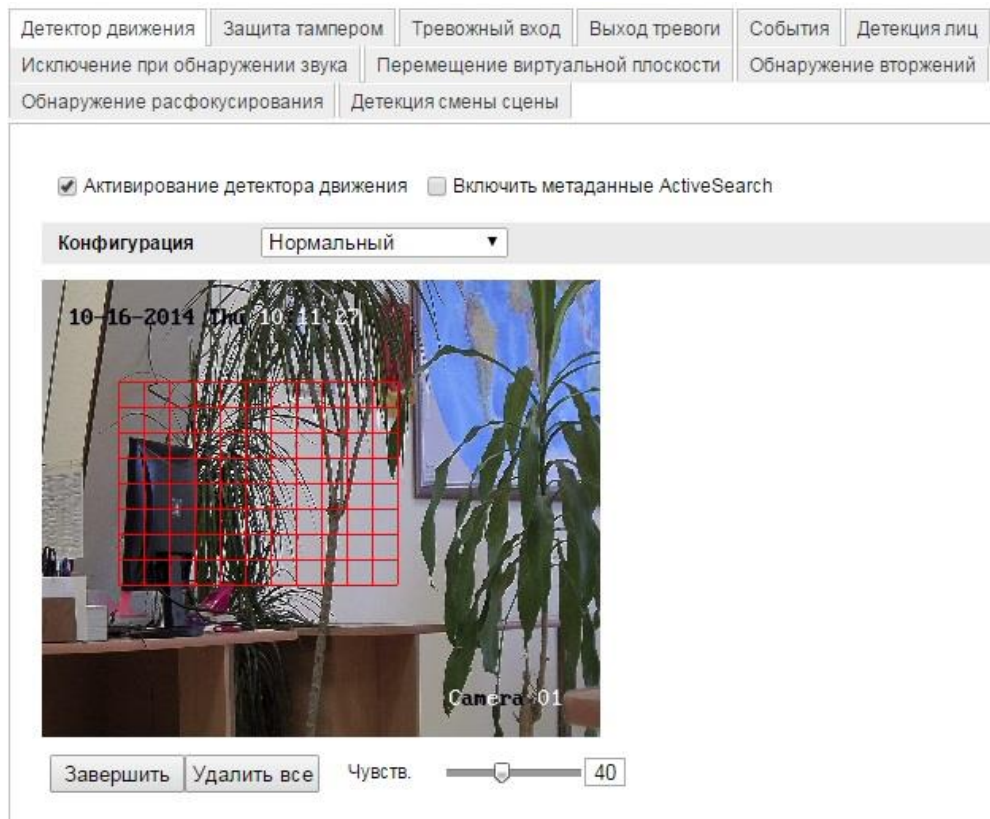 Детектор движения Защита тампером Тревожный вход Выход тревоги События Детекция лиц
Исключение при обнаружении звука Перемещение виртуальной плоскости Обнаружение вторжений
Обнаружение расфокусирования Детекция смены сцены
Активирование детектора движения Включить метаданные ActiveSearch
Конфигурация Нормальный
10-16-2014 Thu 10:11:27
Camera 01
Завершить Удалить все Чувств. 40